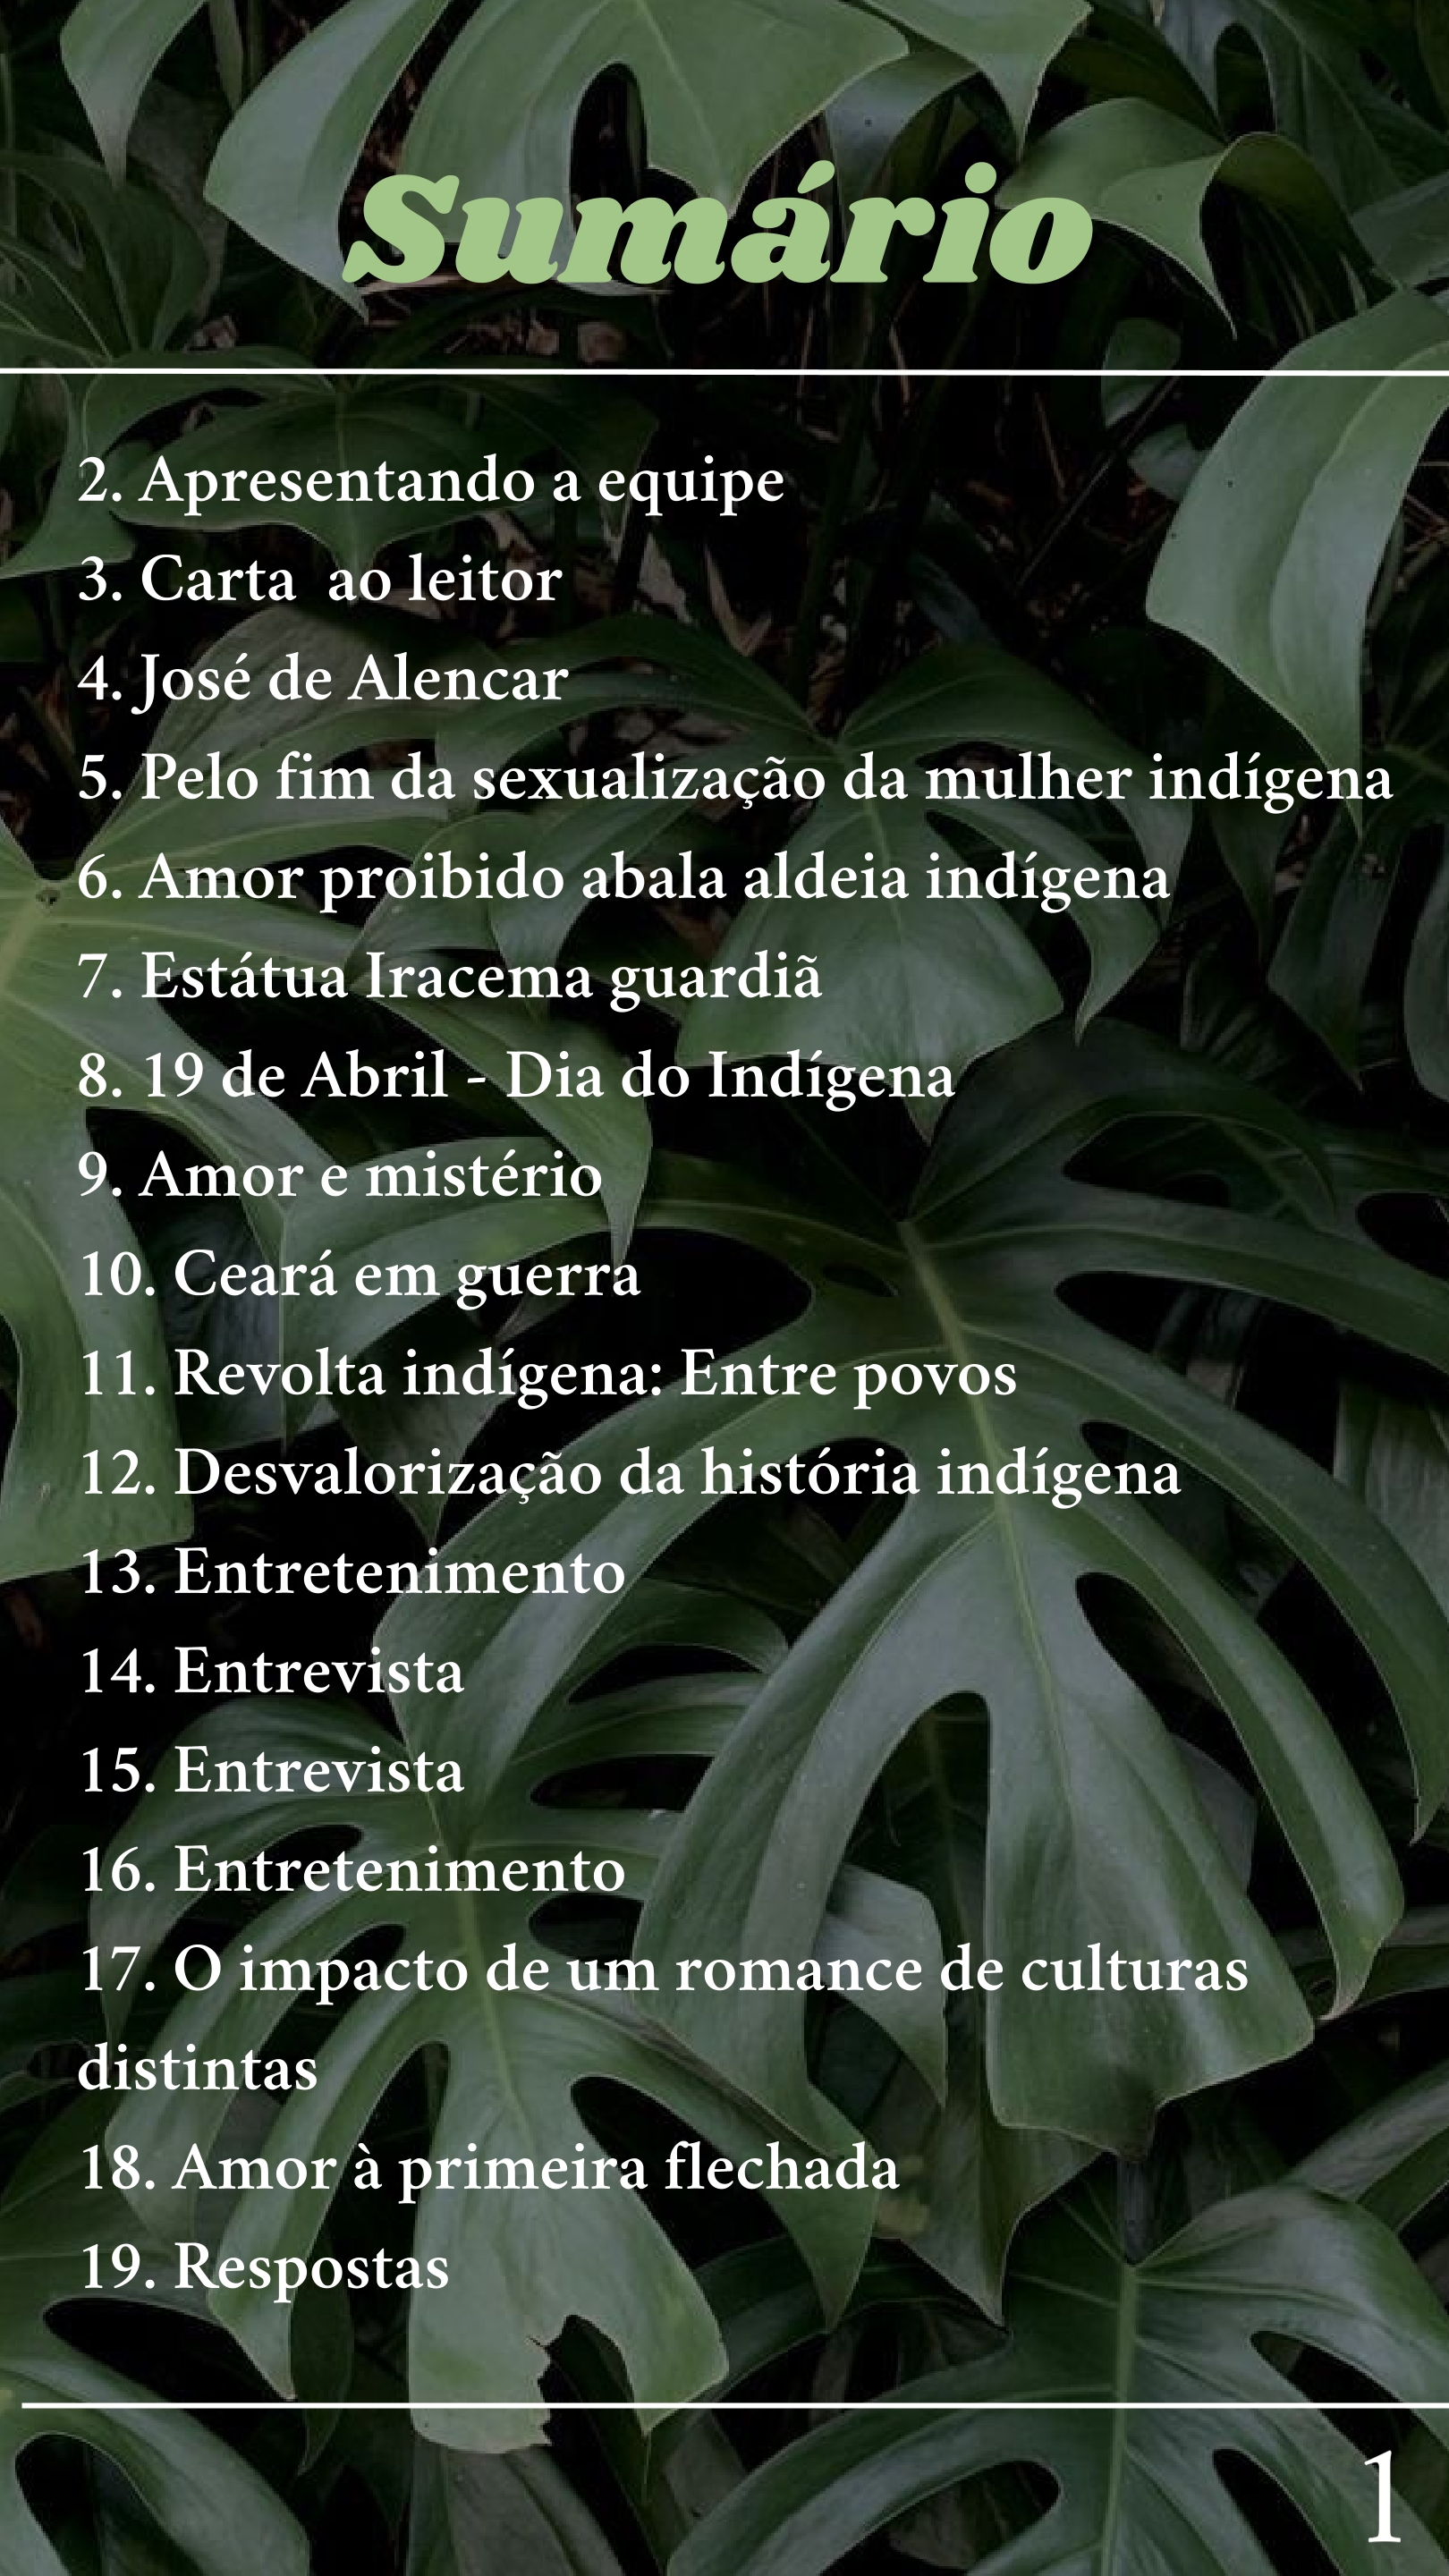 Sumário
2. Apresentando a equipe
3. Carta  ao leitor
4. José de Alencar
5. Pelo fim da sexualização da mulher indígena
6. Amor proibido abala aldeia indígena
7. Estátua Iracema guardiã
8. 19 de Abril - Dia do Indígena
9. Amor e mistério
10. Ceará em guerra
11. Revolta indígena: Entre povos
12. Desvalorização da história indígena
13. Entretenimento
14. Entrevista
15. Entrevista
16. Entretenimento
17. O impacto de um romance de culturas
distintas
18. Amor à primeira flechada
19. Respostas
1